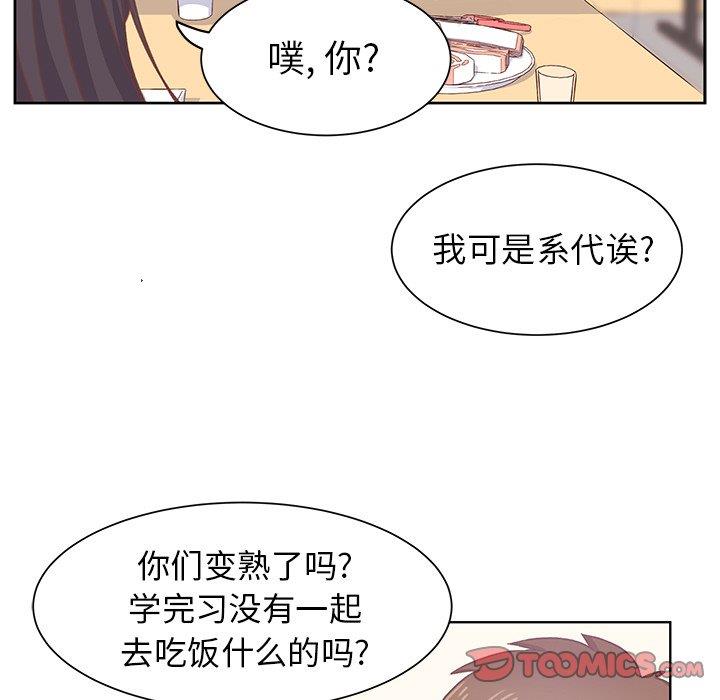 噗, 你?
我可是系代诶?
你们变熟了吗?
学完习没有一起
去吃饭什么的吗?
TOOMICS.com